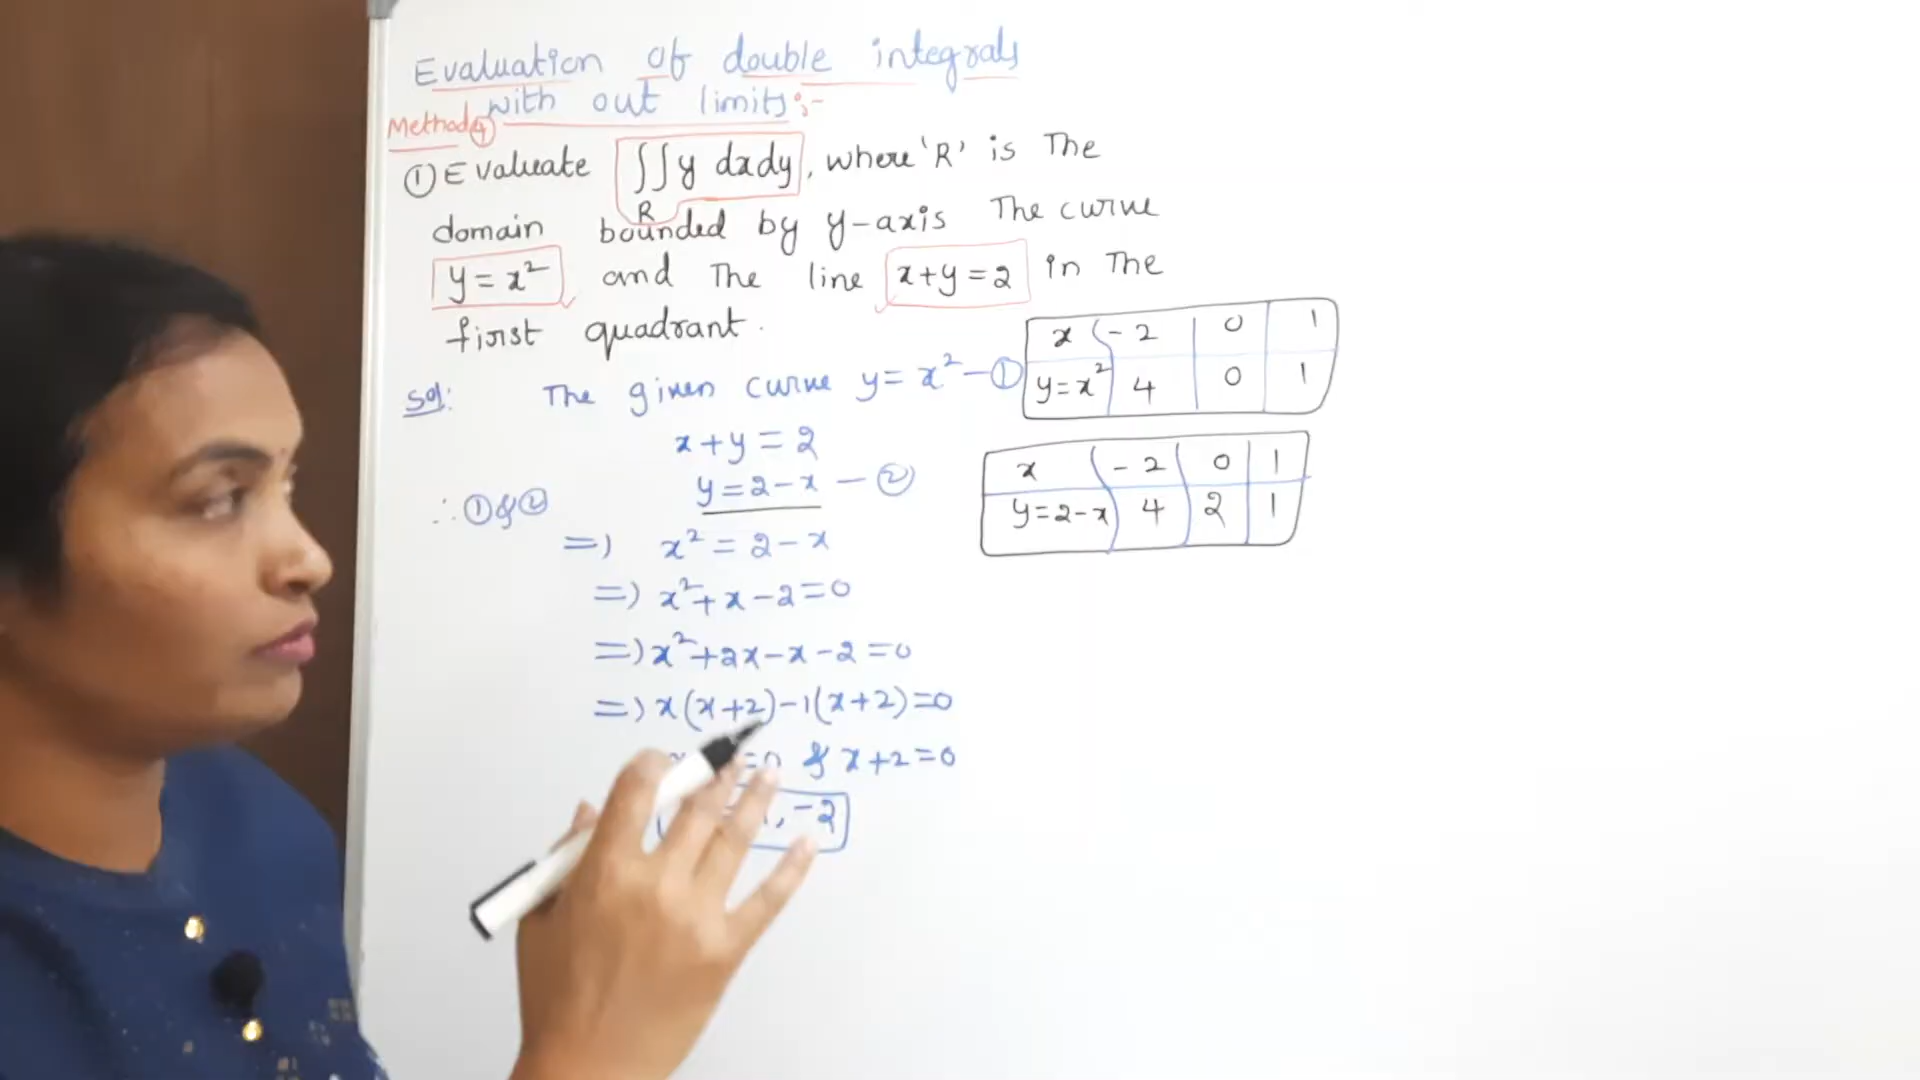 Evaluation of double integrals
with out limits:-
Method 4
① Evaluate ∬ y dxdy, where 'R' is The
R
domain bounded by y-axis The curve
y = x² and The line x+y=2 in The
first quadrant.
Sol: The given curve y = x² - ①
x+y=2
y=2-x - ②
∴ ① & ②
=) x² = 2-x
=) x²+x-2=0
=) x²+2x-x-2=0
=) x(x+2)-1(x+2)=0
=0 & x+2=0
, -2
x -2 0 1
y=x² 4 0 1
x -2 0 1
y=2-x 4 2 1